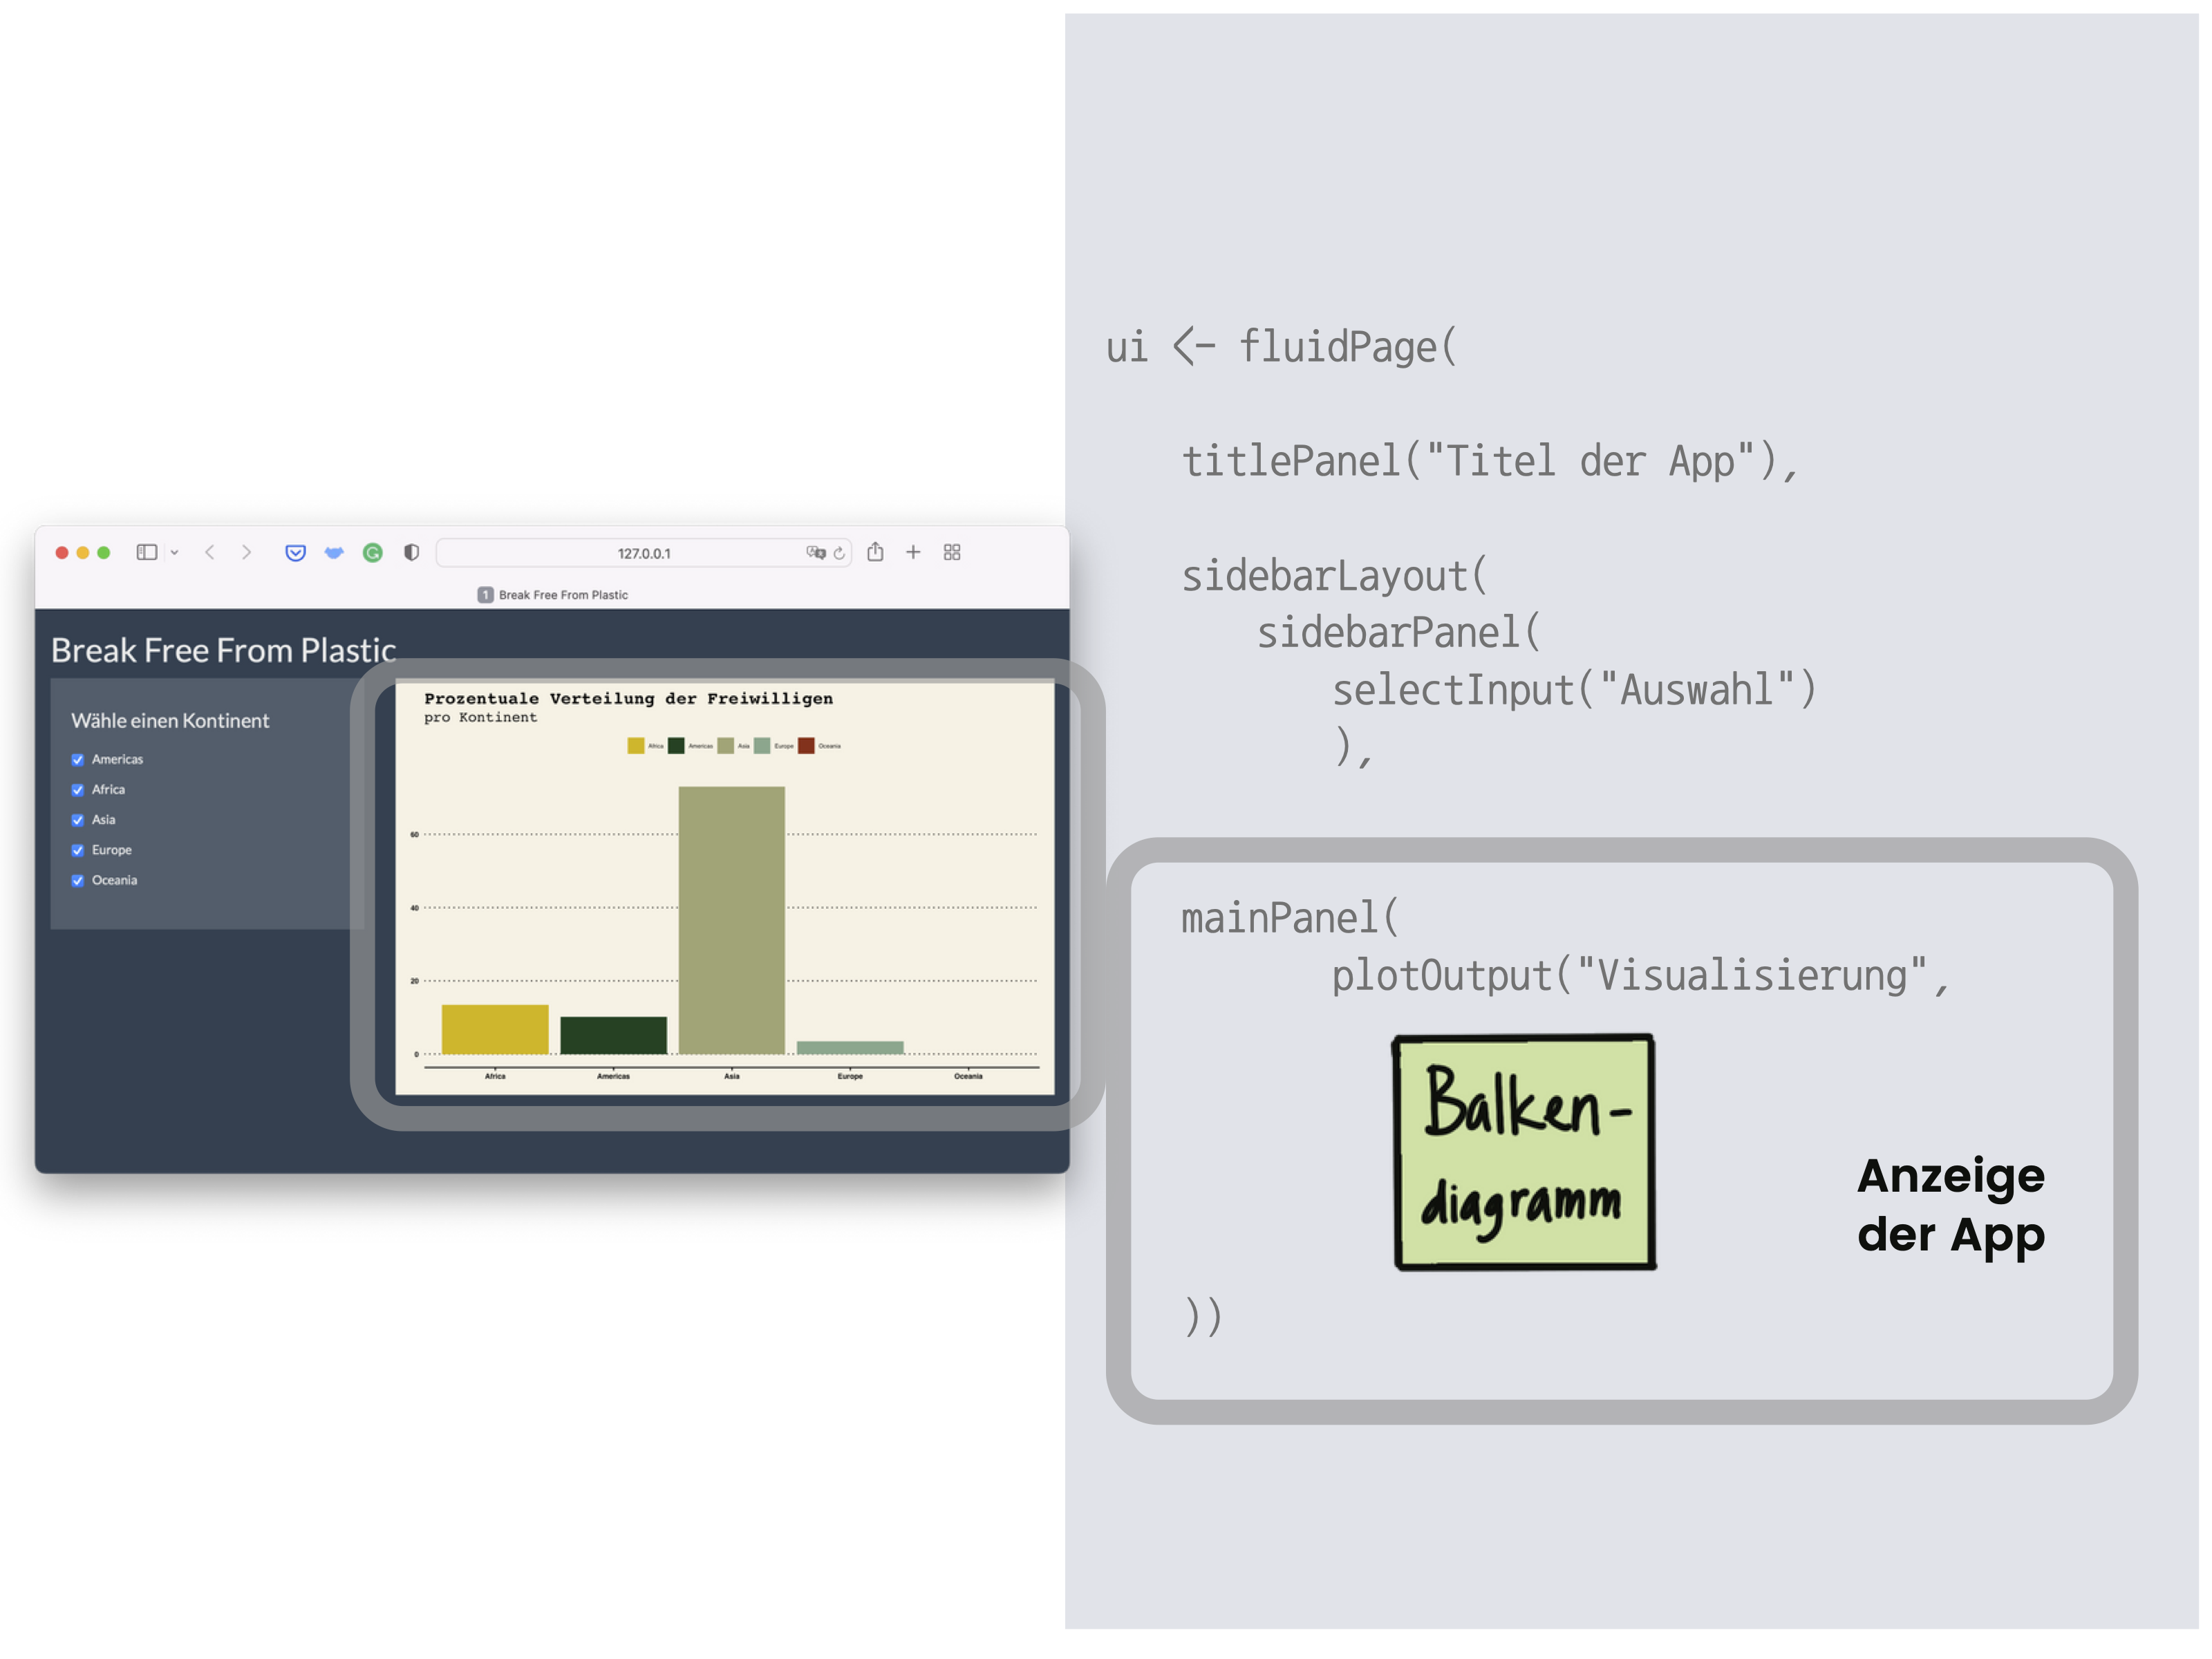 127.0.0.1
1 Break Free From Plastic
Break Free From Plastic
Wähle einen Kontinent
Americas
Africa
Asia
Europe
Oceania
Prozentuale Verteilung der Freiwilligen
pro Kontinent
Africa Americas Asia Europe Oceania
60
40
20
0
Africa Americas Asia Europe Oceania
ui <- fluidPage(
titlePanel("Titel der App"),
sidebarLayout(
sidebarPanel(
selectInput("Auswahl")
),
mainPanel(
plotOutput("Visualisierung",
Balken-
diagramm
Anzeige
der App
))